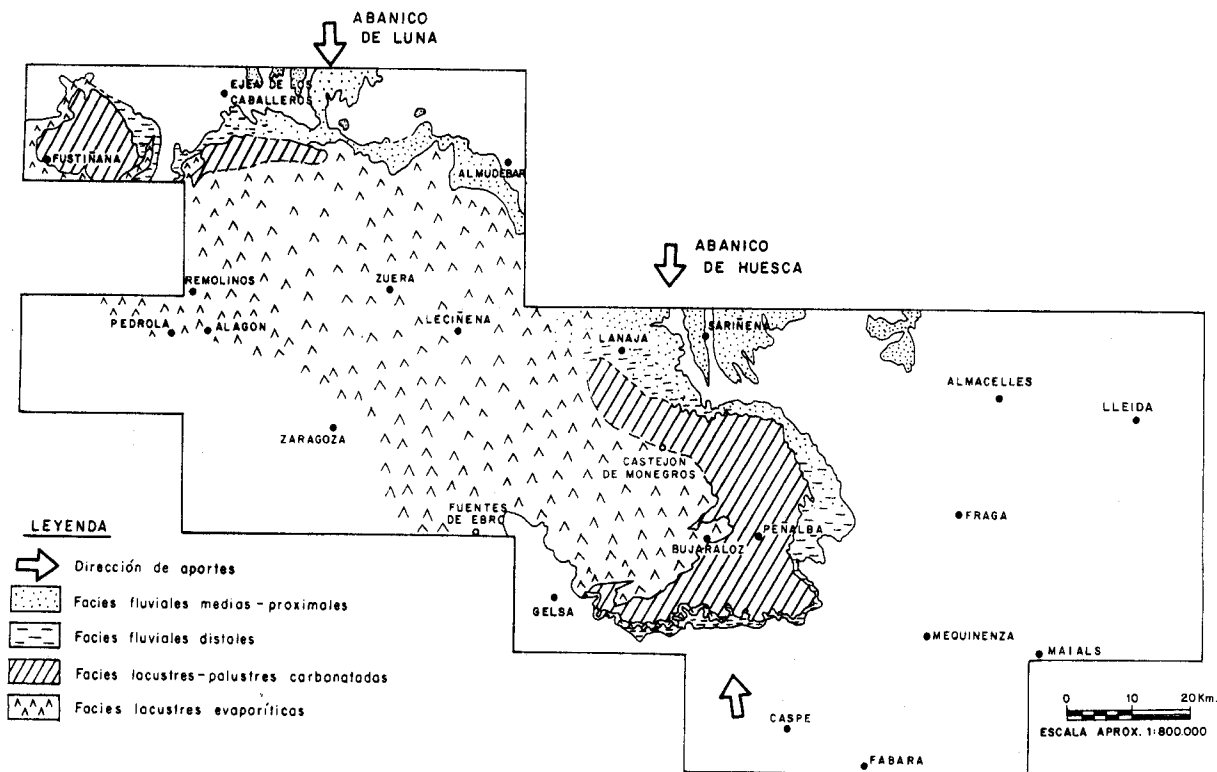 ABANICO
DE LUNA
EJEA DE LOS
CABALLEROS
FUSTIÑANA
ALMUDEBAR
ABANICO
DE HUESCA
REMOLINOS
ZUERA
PEDROLA
ALAGON
LECIÑENA
LANAJA
SARIÑENA
ALMACELLES
LLEIDA
ZARAGOZA
CASTEJON
DE MONEGROS
FUENTES
DE EBRO
FRAGA
BUJARALOZ
PEÑALBA
GELSA
MEQUINENZA
MAIALS
CASPE
FABARA
LEYENDA
Dirección de aportes
Facies fluviales medias-proximales
Facies fluviales distales
Facies lacustres-palustres carbonatadas
Facies lacustres evaporíticas
0 10 20 Km.
ESCALA APROX. 1:800.000